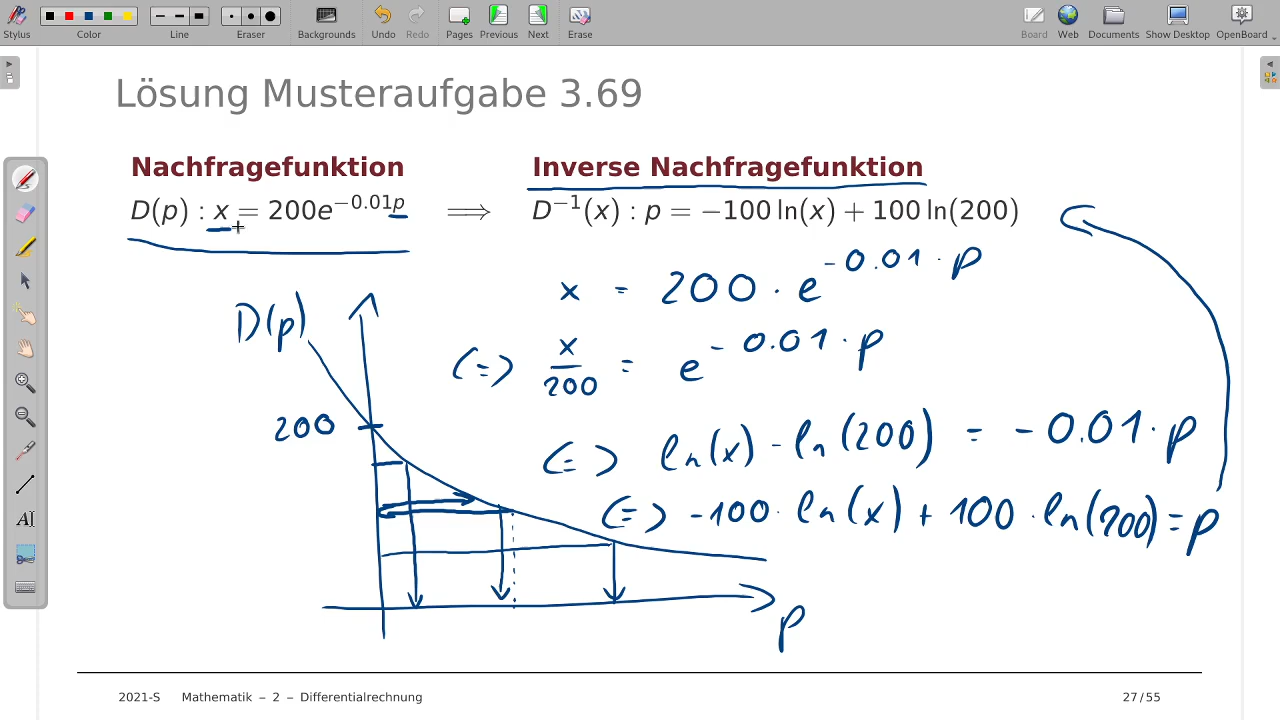 Stylus Color Line Eraser Backgrounds Undo Redo Pages Previous Next Erase Board Web Documents Show Desktop OpenBoard
Lösung Musteraufgabe 3.69
Nachfragefunktion
D(p) : x = 200e^{−0.01p}
⟹
Inverse Nachfragefunktion
D^{−1}(x) : p = −100 ln(x) + 100 ln(200)
x = 200 · e^{-0.01 · p}
(=) x/200 = e^{-0.01 · p}
(=) ln(x) - ln(200) = -0.01 · p
(=) -100 · ln(x) + 100 · ln(200) = p
D(p)
200
p
2021-S Mathematik – 2 – Differentialrechnung 27 / 55
AI